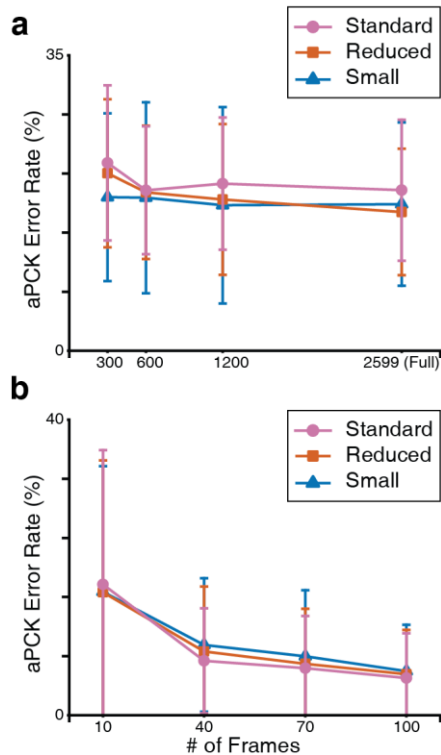 a
35
Standard
Reduced
Small
aPCK Error Rate (%)
0
300 600 1200 2599 (Full)
b
40
Standard
Reduced
Small
aPCK Error Rate (%)
0
10 40 70 100
# of Frames